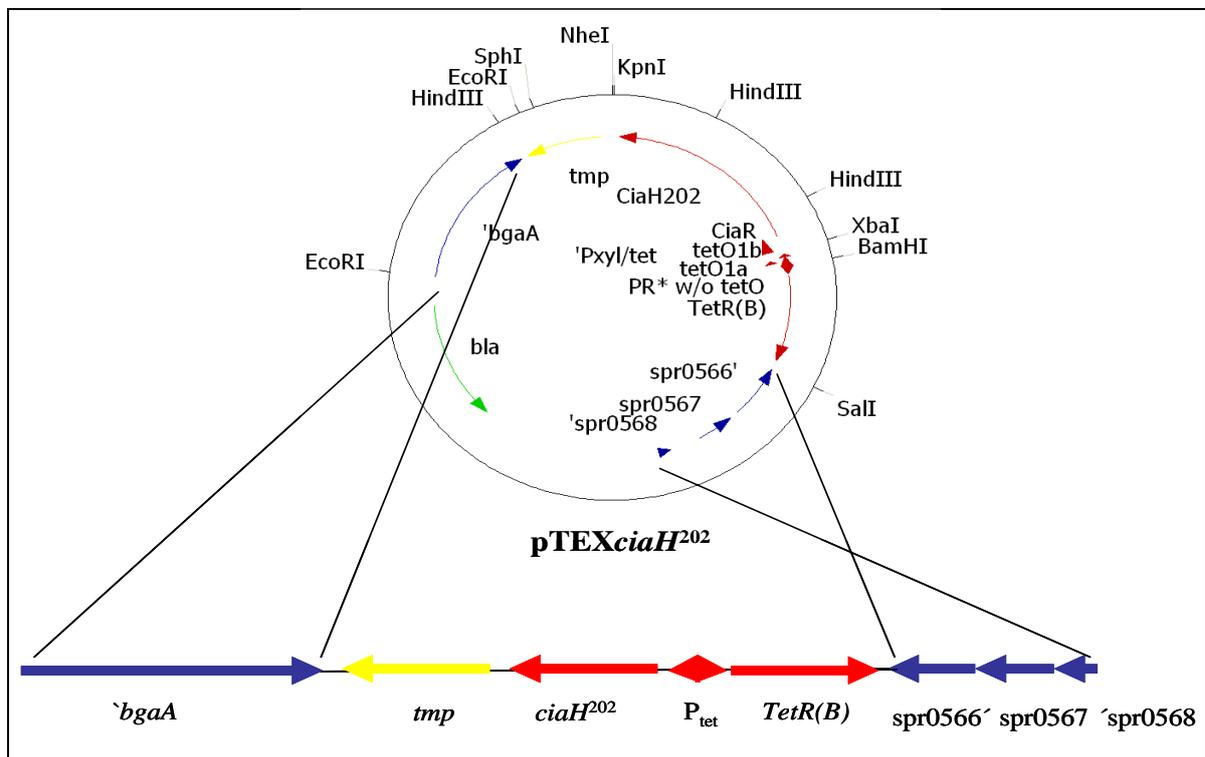 NheI
SphI
KpnI
EcoRI
HindIII
HindIII
tmp
CiaH202
HindIII
'bgaA
CiaR
XbaI
'Pxyl/tet
tetO1b
BamHI
EcoRI
tetO1a
PR* w/o tetO
TetR(B)
bla
spr0566'
spr0567
SalI
'spr0568
pTEXciaH²⁰²
`bgaA
tmp
ciaH²⁰²
Ptet
TetR(B)
spr0566´
spr0567
´spr0568